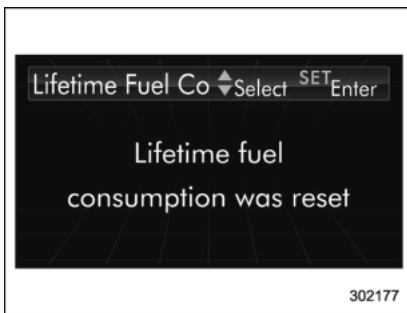 Lifetime Fuel Co Select SET Enter
Lifetime fuel
consumption was reset
302177